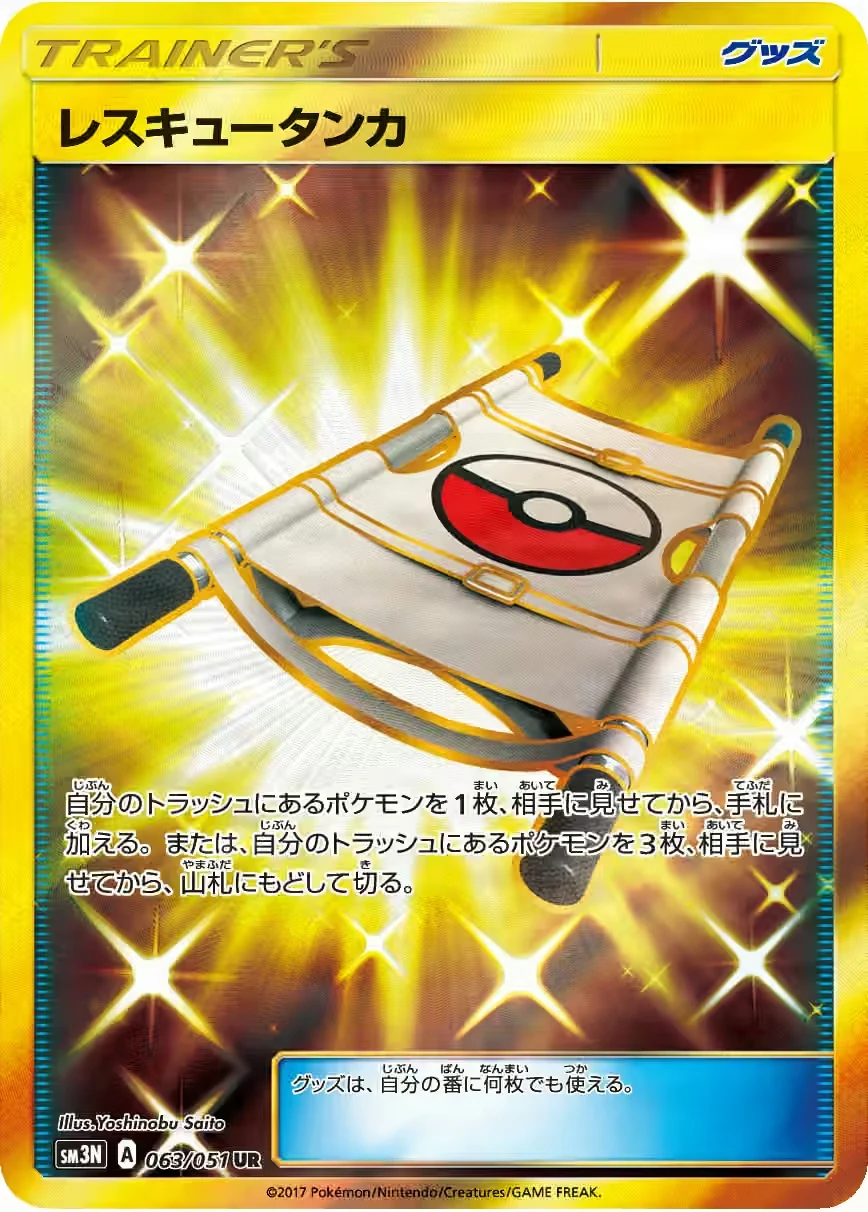 TRAINER'S グッズ
レスキュータンカ
自分のトラッシュにあるポケモンを1枚、相手に見せてから、手札に
加える。または、自分のトラッシュにあるポケモンを3枚、相手に見
せてから、山札にもどして切る。
グッズは、自分の番に何枚でも使える。
Illus. Yoshinobu Saito
SM3N A 063/051 UR
©2017 Pokémon/Nintendo/Creatures/GAME FREAK.